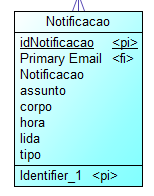 Notificacao
idNotificacao <pi>
Primary Email <fi>
Notificacao
assunto
corpo
hora
lida
tipo
Identifier_1 <pi>